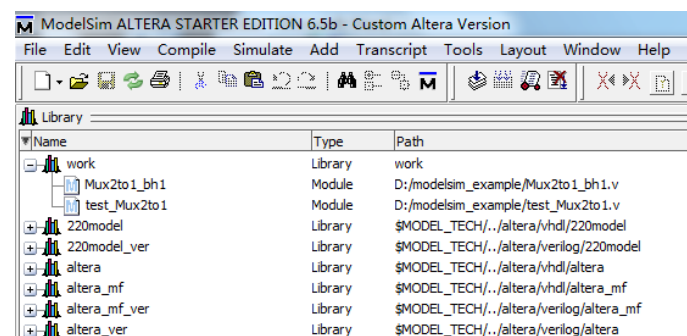 ModelSim ALTERA STARTER EDITION 6.5b - Custom Altera Version
File Edit View Compile Simulate Add Transcript Tools Layout Window Help
Library
Name Type Path
work Library work
Mux2to1_bh1 Module D:/modelsim_example/Mux2to1_bh1.v
test_Mux2to1 Module D:/modelsim_example/test_Mux2to1.v
220model Library $MODEL_TECH/../altera/vhdl/220model
220model_ver Library $MODEL_TECH/../altera/verilog/220model
altera Library $MODEL_TECH/../altera/vhdl/altera
altera_mf Library $MODEL_TECH/../altera/vhdl/altera_mf
altera_mf_ver Library $MODEL_TECH/../altera/verilog/altera_mf
altera_ver Library $MODEL_TECH/../altera/verilog/altera